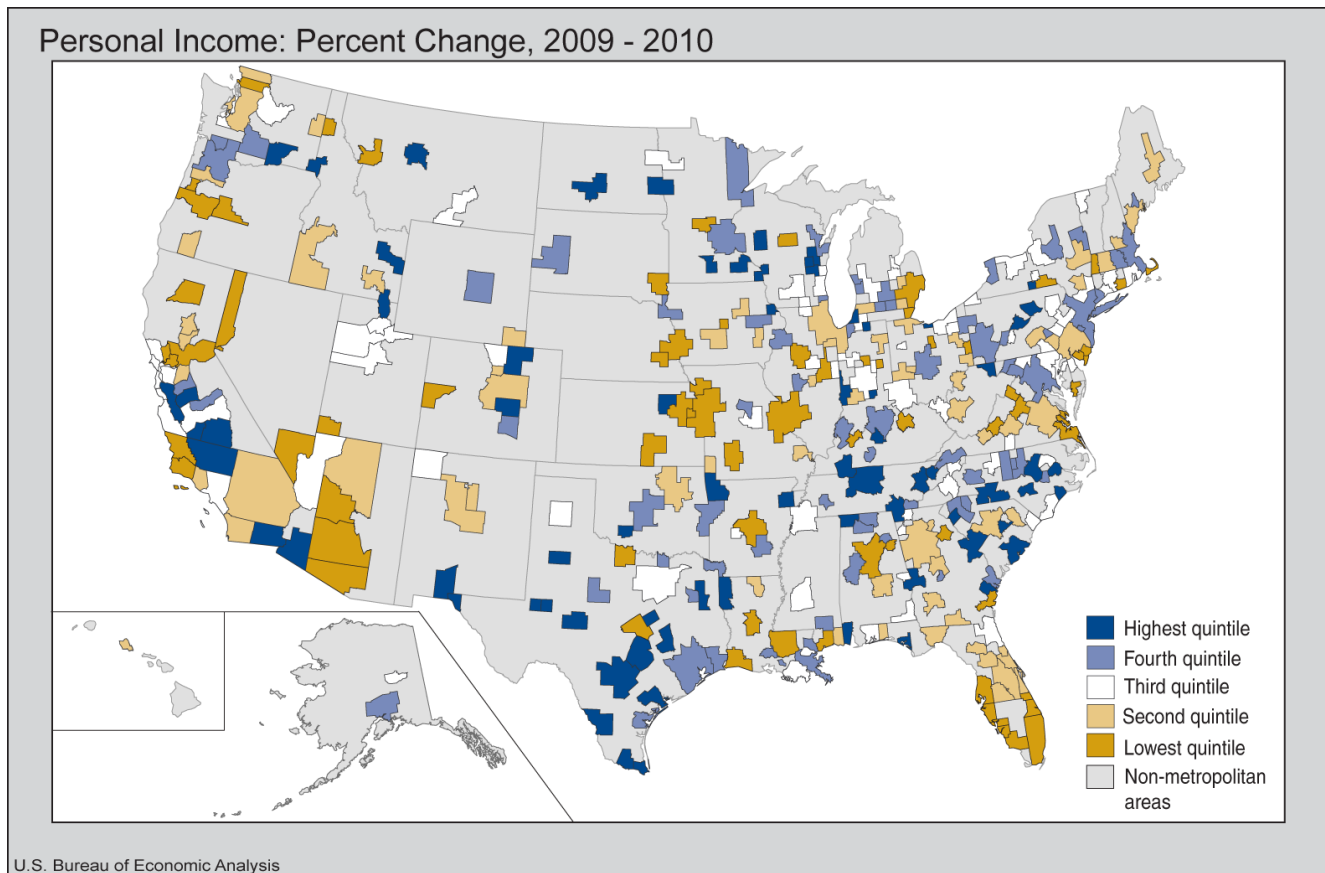 Personal Income: Percent Change, 2009 - 2010
Highest quintile
Fourth quintile
Third quintile
Second quintile
Lowest quintile
Non-metropolitan
areas
U.S. Bureau of Economic Analysis